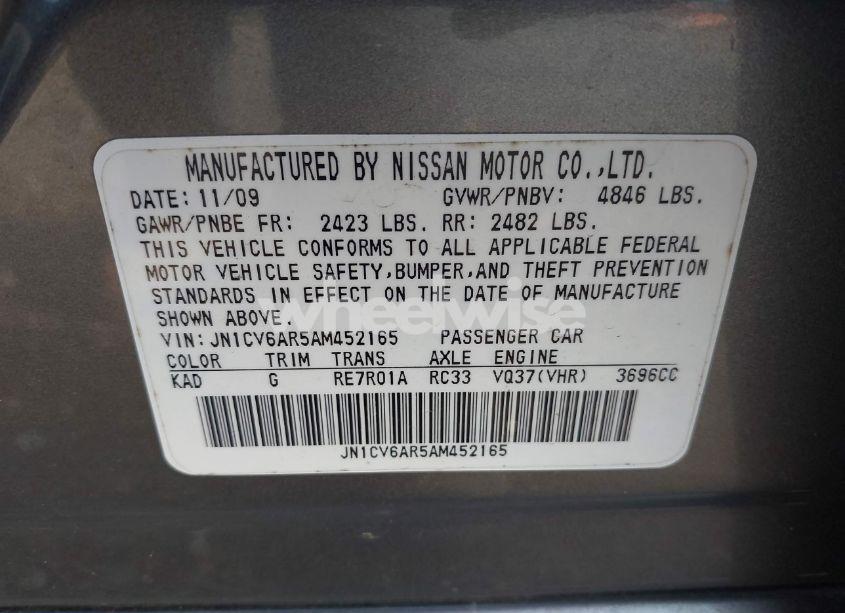 MANUFACTURED BY NISSAN MOTOR CO.,LTD.
DATE: 11/09 GVWR/PNBV: 4846 LBS.
GAWR/PNBE FR: 2423 LBS. RR: 2482 LBS.
THIS VEHICLE CONFORMS TO ALL APPLICABLE FEDERAL
MOTOR VEHICLE SAFETY,BUMPER,AND THEFT PREVENTION
STANDARDS IN EFFECT ON THE DATE OF MANUFACTURE
SHOWN ABOVE.
wheelwise
VIN: JN1CV6AR5AM452165 PASSENGER CAR
COLOR TRIM TRANS AXLE ENGINE
KAD G RE7R01A RC33 VQ37(VHR) 3696CC
JN1CV6AR5AM452165